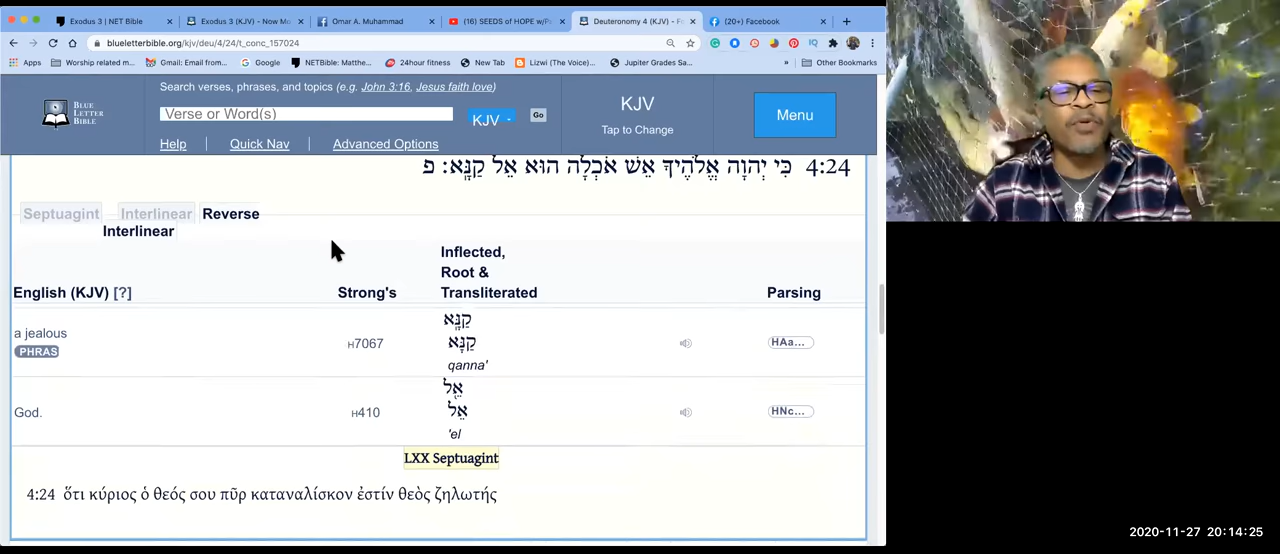 Exodus 3 | NET Bible
Exodus 3 (KJV) - Now Mo
Omar A. Muhammad
(16) SEEDS of HOPE w/Pa
Deuteronomy 4 (KJV) - F
(20+) Facebook
blueletterbible.org/kjv/deu/4/24/t_conc_157024
Apps Worship related m... Gmail: Email from... Google NETBible: Matthe... 24hour fitness New Tab Lizwi (The Voice)... Jupiter Grades Sa... » Other Bookmarks
Search verses, phrases, and topics (e.g. John 3:16, Jesus faith love)
BLUE
LETTER
BIBLE
Verse or Word(s)
KJV
Go
Help Quick Nav Advanced Options
KJV
Tap to Change
Menu
4:24 כִּי יְהוָה אֱלֹהֶיךָ אֵשׁ אֹכְלָה הוּא אֵל קַנָּא׃ פ
Septuagint Interlinear Reverse
Interlinear
English (KJV) [?] Strong's Inflected,
Root &
Transliterated Parsing
a jealous
PHRAS
H7067
קַנָּא
קַנָּא
qanna'
HAa...
God.
H410
אֵל
אֵל
'el
HNc...
LXX Septuagint
4:24 ὅτι κύριος ὁ θεός σου πῦρ καταναλίσκον ἐστίν θεὸς ζηλωτής
2020-11-27 20:14:25